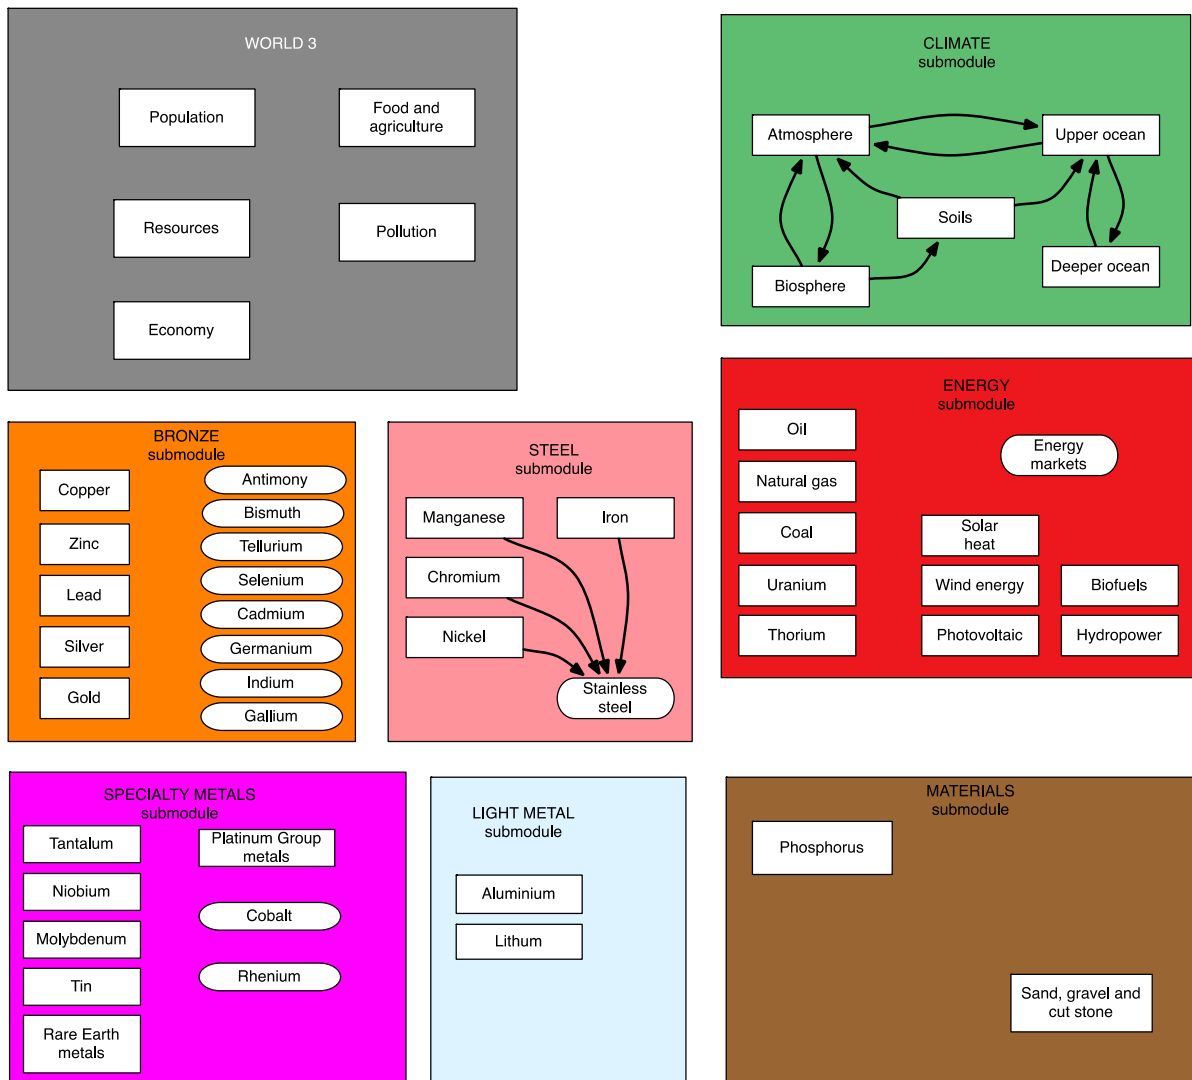 WORLD 3
Population
Food and
agriculture
Resources
Pollution
Economy
CLIMATE
submodule
Atmosphere
Upper ocean
Soils
Deeper ocean
Biosphere
BRONZE
submodule
Copper
Zinc
Lead
Silver
Gold
Antimony
Bismuth
Tellurium
Selenium
Cadmium
Germanium
Indium
Gallium
STEEL
submodule
Manganese
Iron
Chromium
Nickel
Stainless
steel
ENERGY
submodule
Oil
Natural gas
Coal
Uranium
Thorium
Energy
markets
Solar
heat
Wind energy
Biofuels
Photovoltaic
Hydropower
SPECIALTY METALS
submodule
Tantalum
Niobium
Molybdenum
Tin
Rare Earth
metals
Platinum Group
metals
Cobalt
Rhenium
LIGHT METAL
submodule
Aluminium
Lithum
MATERIALS
submodule
Phosphorus
Sand, gravel and
cut stone